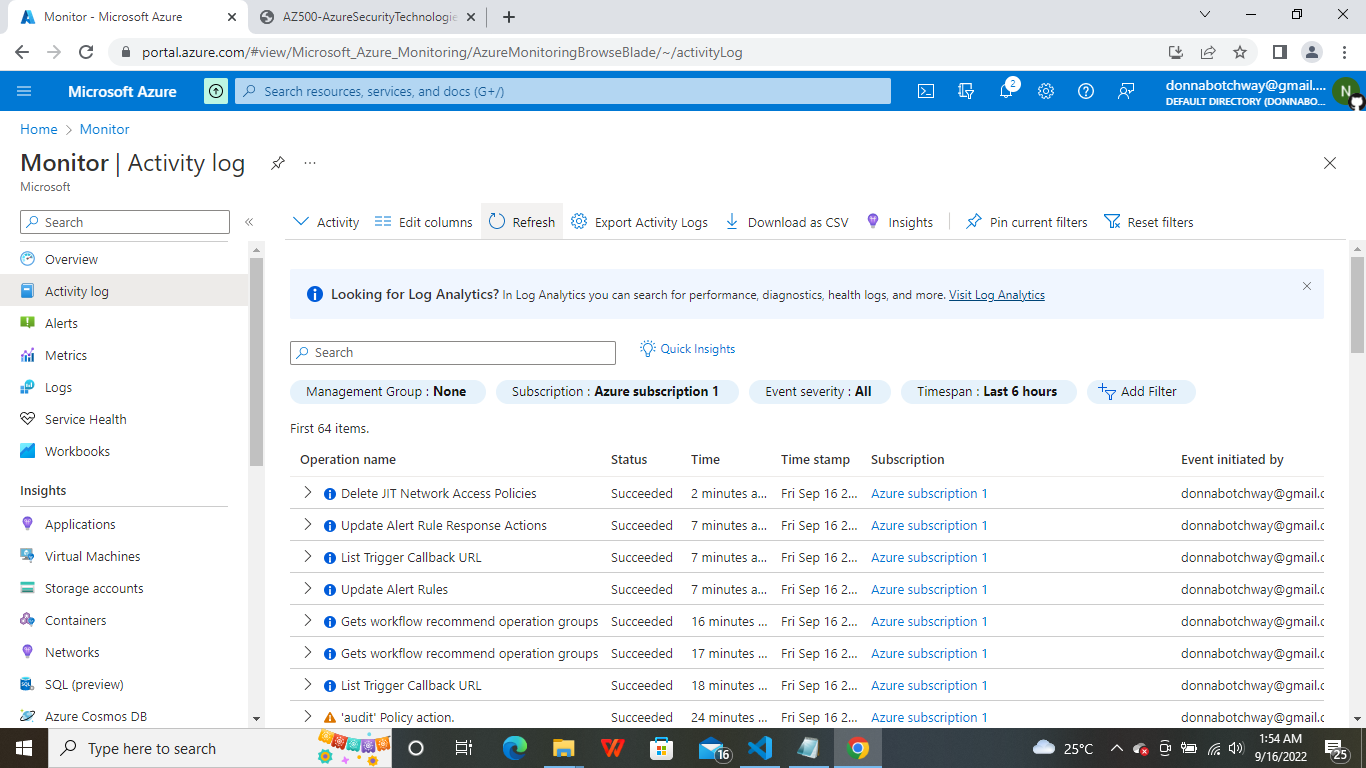 Monitor - Microsoft Azure
AZ500-AzureSecurityTechnologie
portal.azure.com/#view/Microsoft_Azure_Monitoring/AzureMonitoringBrowseBlade/~/activityLog
Microsoft Azure
Search resources, services, and docs (G+/)
2
donnabotchway@gmail....
DEFAULT DIRECTORY (DONNABO...
N
Home > Monitor
Monitor | Activity log
Microsoft
Search
Overview
Activity log
Alerts
Metrics
Logs
Service Health
Workbooks
Insights
Applications
Virtual Machines
Storage accounts
Containers
Networks
SQL (preview)
Azure Cosmos DB
Activity Edit columns Refresh Export Activity Logs Download as CSV Insights Pin current filters Reset filters
Looking for Log Analytics? In Log Analytics you can search for performance, diagnostics, health logs, and more. Visit Log Analytics
Search Quick Insights
Management Group : None Subscription : Azure subscription 1 Event severity : All Timespan : Last 6 hours Add Filter
First 64 items.
Operation name Status Time Time stamp Subscription Event initiated by
Delete JIT Network Access Policies Succeeded 2 minutes a... Fri Sep 16 2... Azure subscription 1 donnabotchway@gmail.c
Update Alert Rule Response Actions Succeeded 7 minutes a... Fri Sep 16 2... Azure subscription 1 donnabotchway@gmail.c
List Trigger Callback URL Succeeded 7 minutes a... Fri Sep 16 2... Azure subscription 1 donnabotchway@gmail.c
Update Alert Rules Succeeded 7 minutes a... Fri Sep 16 2... Azure subscription 1 donnabotchway@gmail.c
Gets workflow recommend operation groups Succeeded 16 minutes ... Fri Sep 16 2... Azure subscription 1 donnabotchway@gmail.c
Gets workflow recommend operation groups Succeeded 17 minutes ... Fri Sep 16 2... Azure subscription 1 donnabotchway@gmail.c
List Trigger Callback URL Succeeded 18 minutes ... Fri Sep 16 2... Azure subscription 1 donnabotchway@gmail.c
'audit' Policy action. Succeeded 24 minutes ... Fri Sep 16 2... Azure subscription 1 donnabotchway@gmail.c
Type here to search
16
25°C
1:54 AM
9/16/2022
25